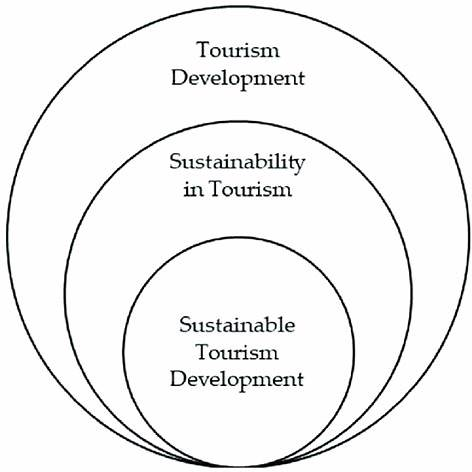 Tourism
Development
Sustainability
in Tourism
Sustainable
Tourism
Development